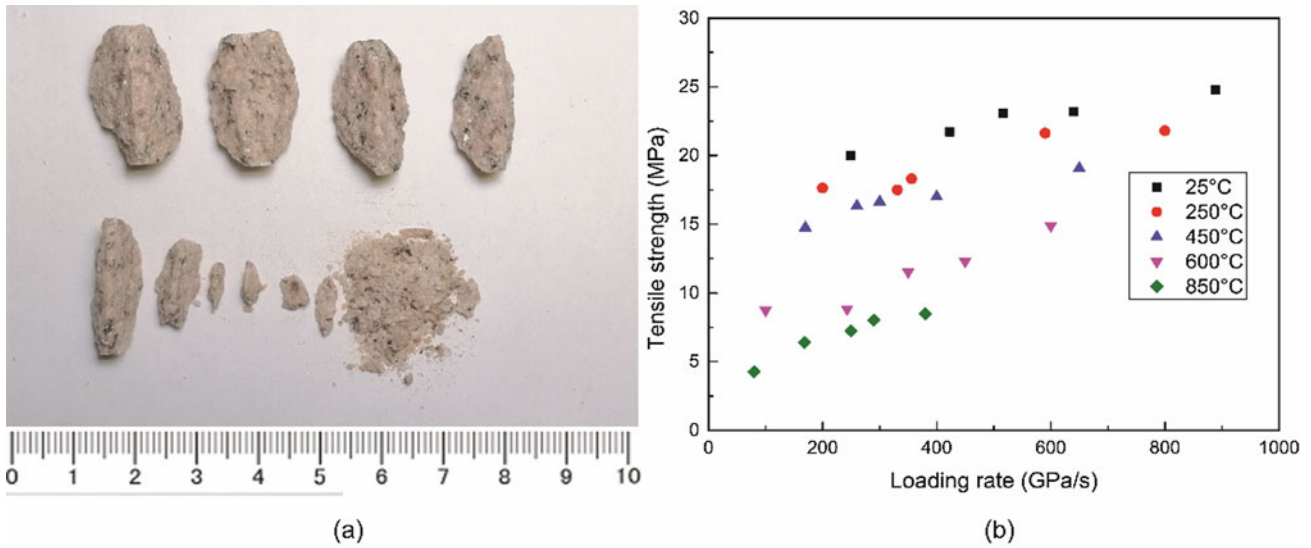 0 1 2 3 4 5 6 7 8 9 10
(a)
30
25
20
15
10
5
0
Tensile strength (MPa)
25°C
250°C
450°C
600°C
850°C
0 200 400 600 800 1000
Loading rate (GPa/s)
(b)